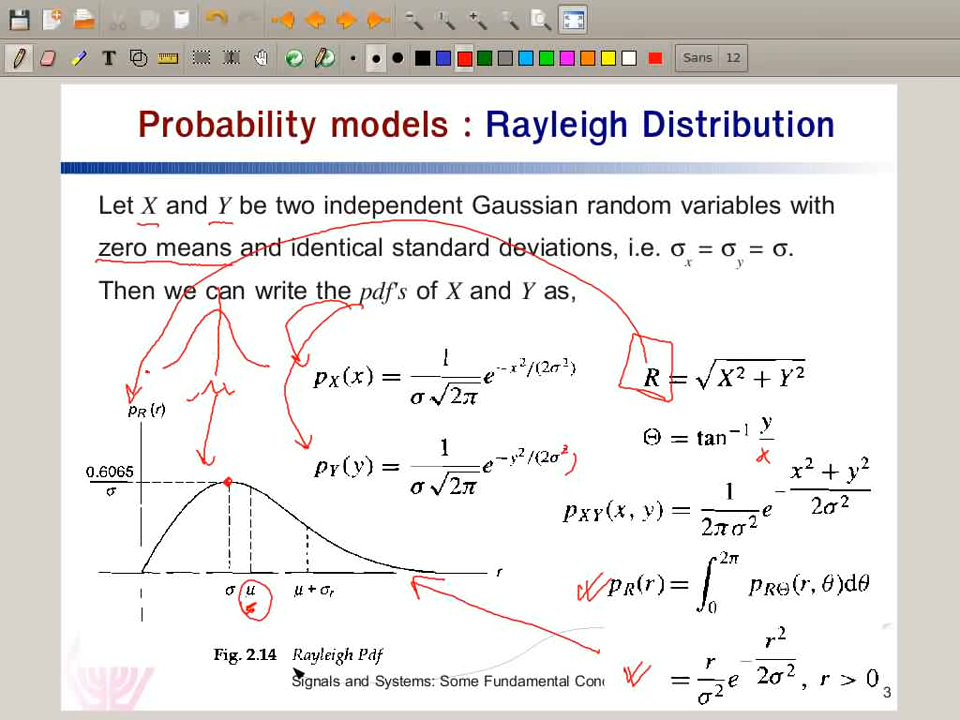 Sans 12
Probability models : Rayleigh Distribution
Let X and Y be two independent Gaussian random variables with
zero means and identical standard deviations, i.e. σx = σy = σ.
Then we can write the pdf's of X and Y as,
pX(x) = 1/(σ√2π) e^-x²/(2σ²)
R = √(X² + Y²)
μ
pR(r)
Θ = tan⁻¹ y/x
pY(y) = 1/(σ√2π) e^-y²/(2σ²)
0.6065/σ
pXY(x, y) = 1/(2πσ²) e^-(x² + y²)/(2σ²)
σ μ μ + σr r
pR(r) = ∫₀^2π pRΘ(r, θ)dθ
Fig. 2.14 Rayleigh Pdf
= r/σ² e^-r²/(2σ²), r > 0
Signals and Systems: Some Fundamental Conc
3